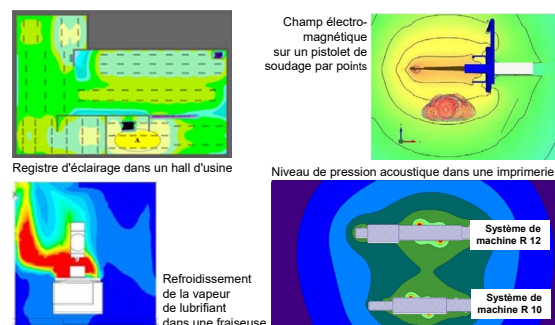 Champ électro-
magnétique
sur un pistolet de
soudage par points
A
Registre d'éclairage dans un hall d'usine
Niveau de pression acoustique dans une imprimerie
Refroidissement
de la vapeur
de lubrifiant
dans une fraiseuse
Système de
machine R 12
Système de
machine R 10